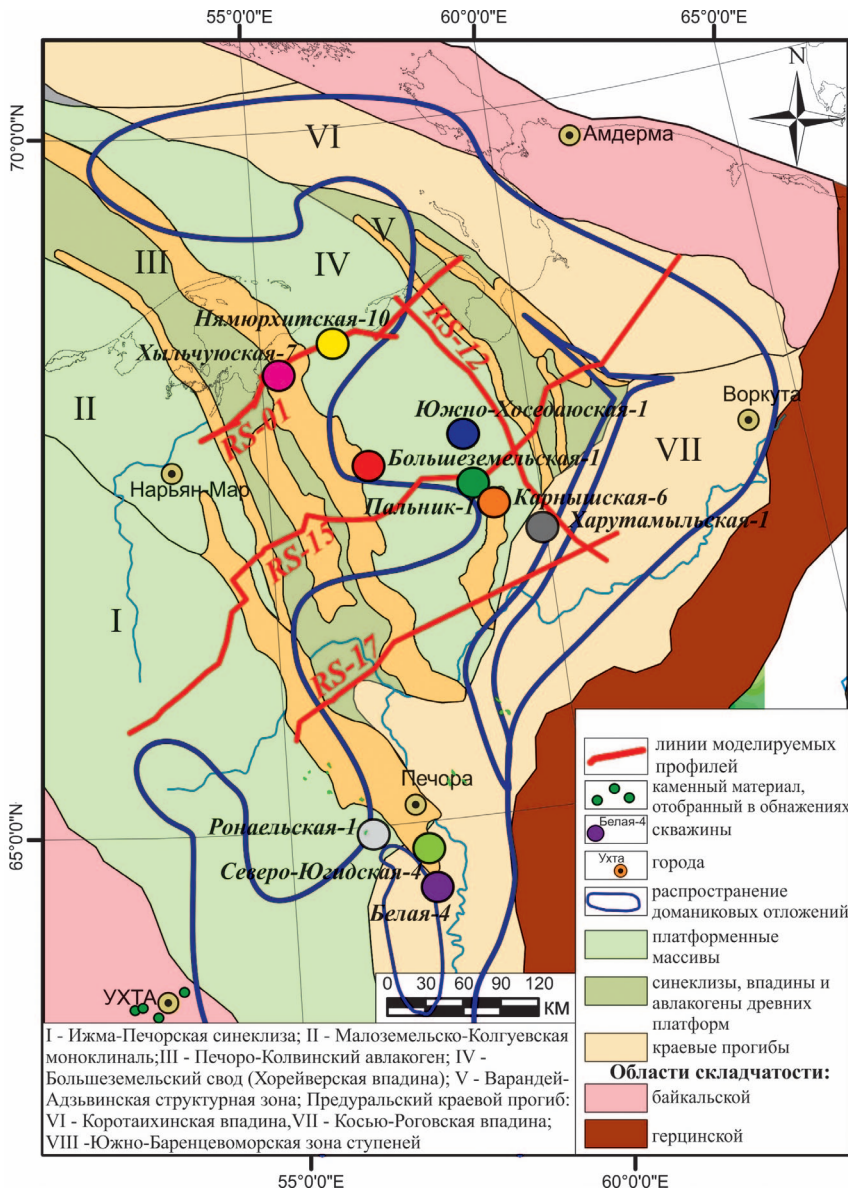 55°0'0"E 60°0'0"E 65°0'0"E
N
70°0'0"N
Амдерма
VI
V
III
IV
Нямюрхитская-10
RS-12
Хыльчуюская-7
II
Воркута
Южно-Хоседаюская-1
RS-01
VII
Большеземельская-1
Нарьян-Мар
Карнышская-6
Пальник-1
Харутамыльская-1
RS-15
I
RS-17
Печора
Ронаельская-1
65°0'0"N
Северо-Югидская-4
Белая-4
УХТА
0 30 60 90 120
КМ
линии моделируемых
профилей
каменный материал,
отобранный в обнажениях
Белая-4
скважины
Ухта
города
распространение
доманиковых отложений
платформенные
массивы
синеклизы, впадины и
авлакогены древних
платформ
краевые прогибы
Области складчатости:
байкальской
герцинской
I - Ижма-Печорская синеклиза; II - Малоземельско-Колгуевская
моноклиналь;III - Печоро-Колвинский авлакоген; IV -
Большеземельский свод (Хорейверская впадина); V - Варандей-
Адзьвинская структурная зона; Предуральский краевой прогиб:
VI - Коротаихинская впадина,VII - Косью-Роговская впадина;
VIII -Южно-Баренцевоморская зона ступеней
55°0'0"E 60°0'0"E